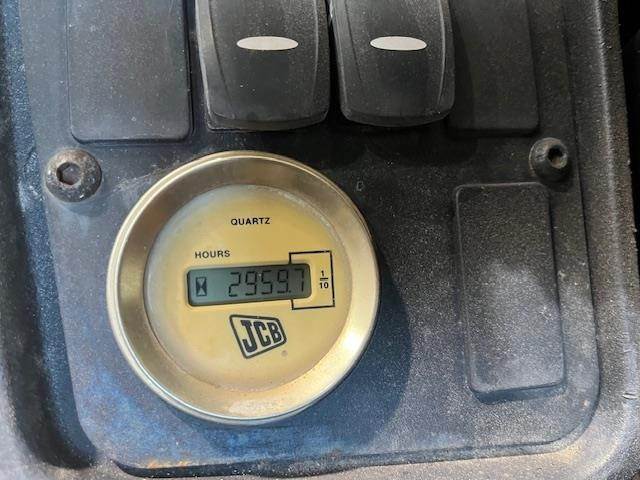 QUARTZ
HOURS
2959.7
1/10
JCB
®